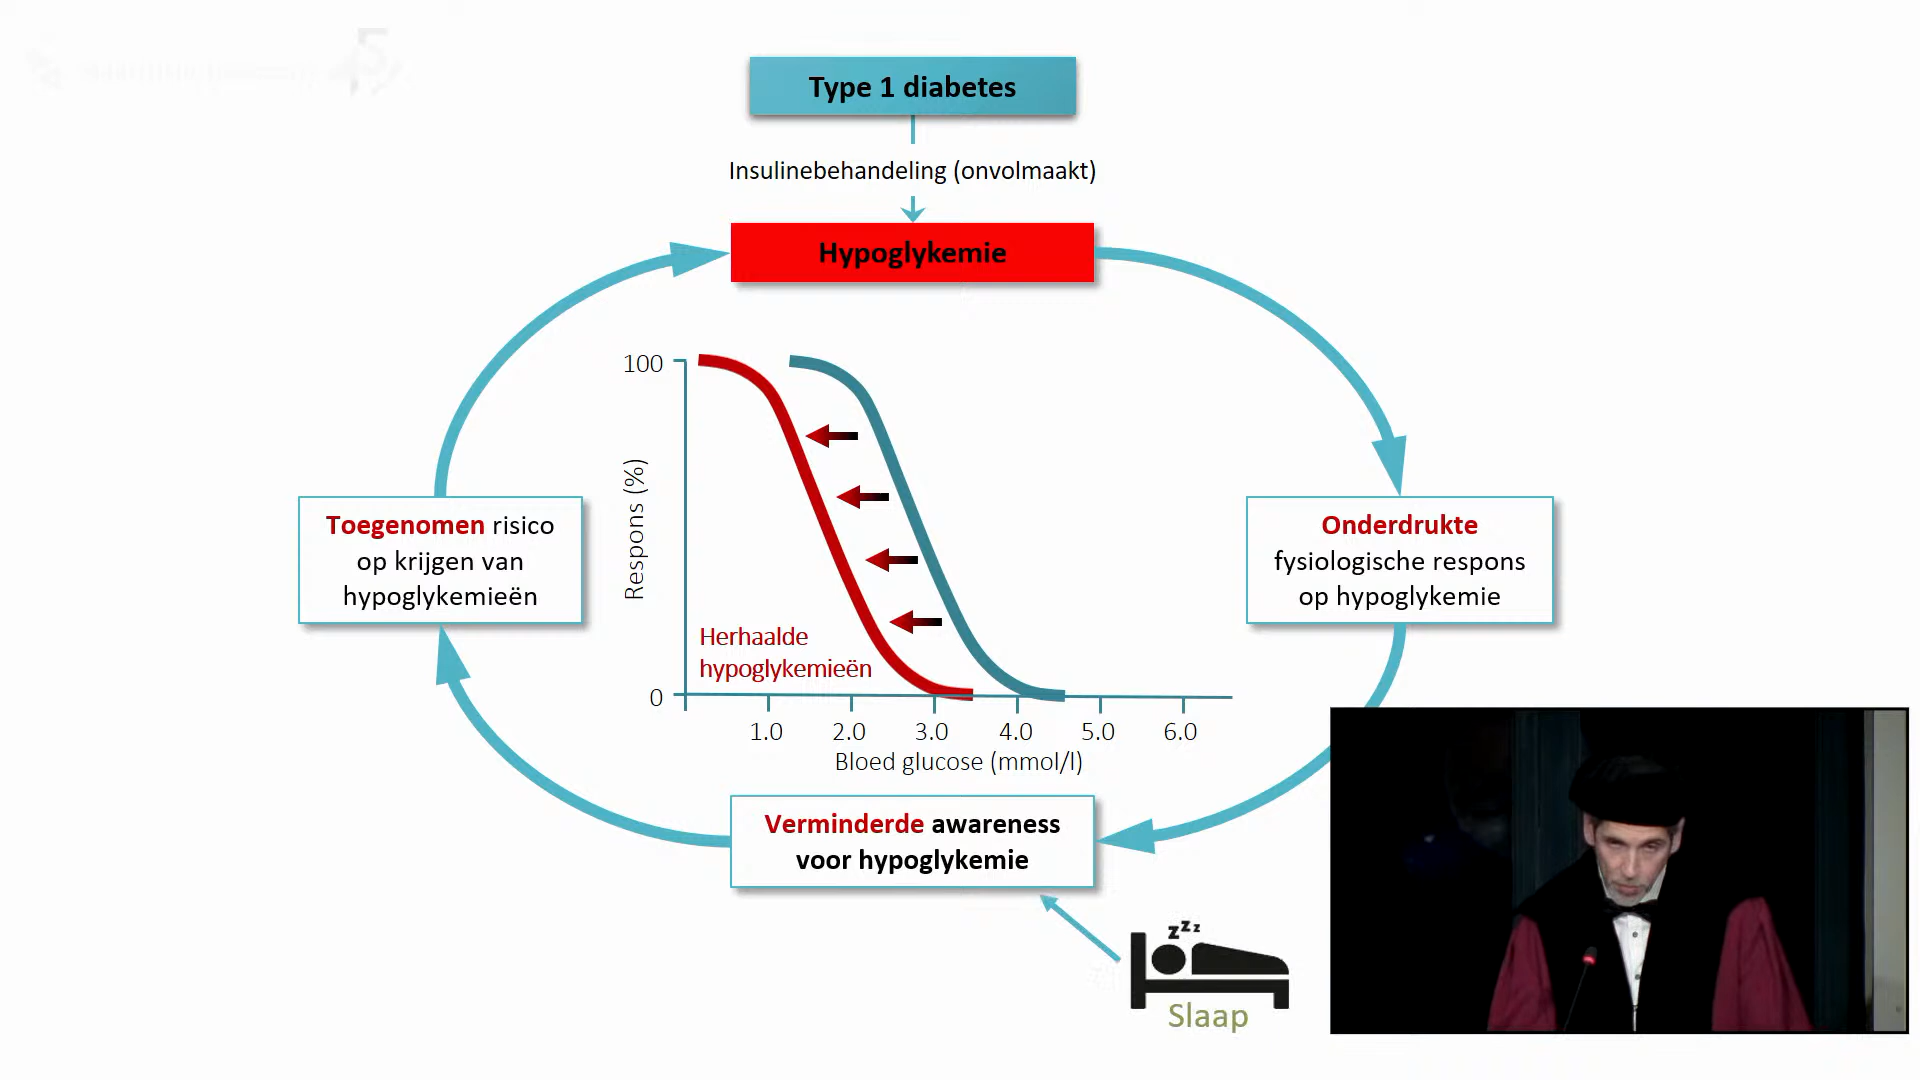 Type 1 diabetes
Insulinebehandeling (onvolmaakt)
Hypoglykemie
100
Respons (%)
0
Herhaalde
hypoglykemieën
1.0 2.0 3.0 4.0 5.0 6.0
Bloed glucose (mmol/l)
Toegenomen risico
op krijgen van
hypoglykemieën
Onderdrukte
fysiologische respons
op hypoglykemie
Verminderde awareness
voor hypoglykemie
zzz
Slaap